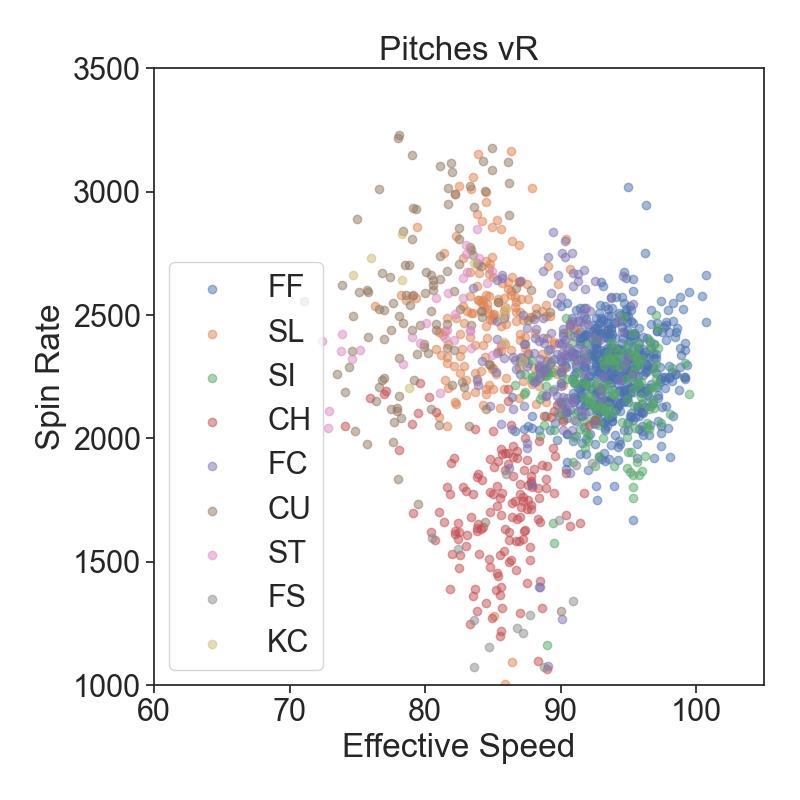 Pitches vR
3500
3000
2500
2000
1500
1000
Spin Rate
FF
SL
SI
CH
FC
CU
ST
FS
KC
60 70 80 90 100
Effective Speed